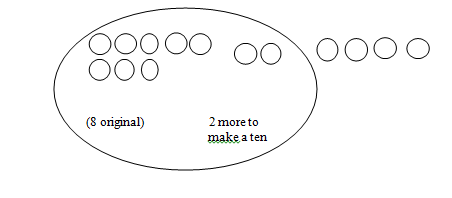 (8 original)
2 more to
make a ten